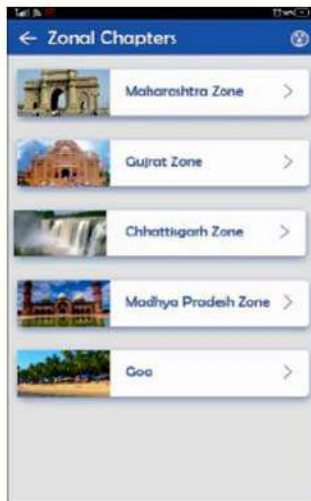 Zonal Chapters
Maharashtra Zone
Gujrat Zone
Chhattisgarh Zone
Madhya Pradesh Zone
Goa